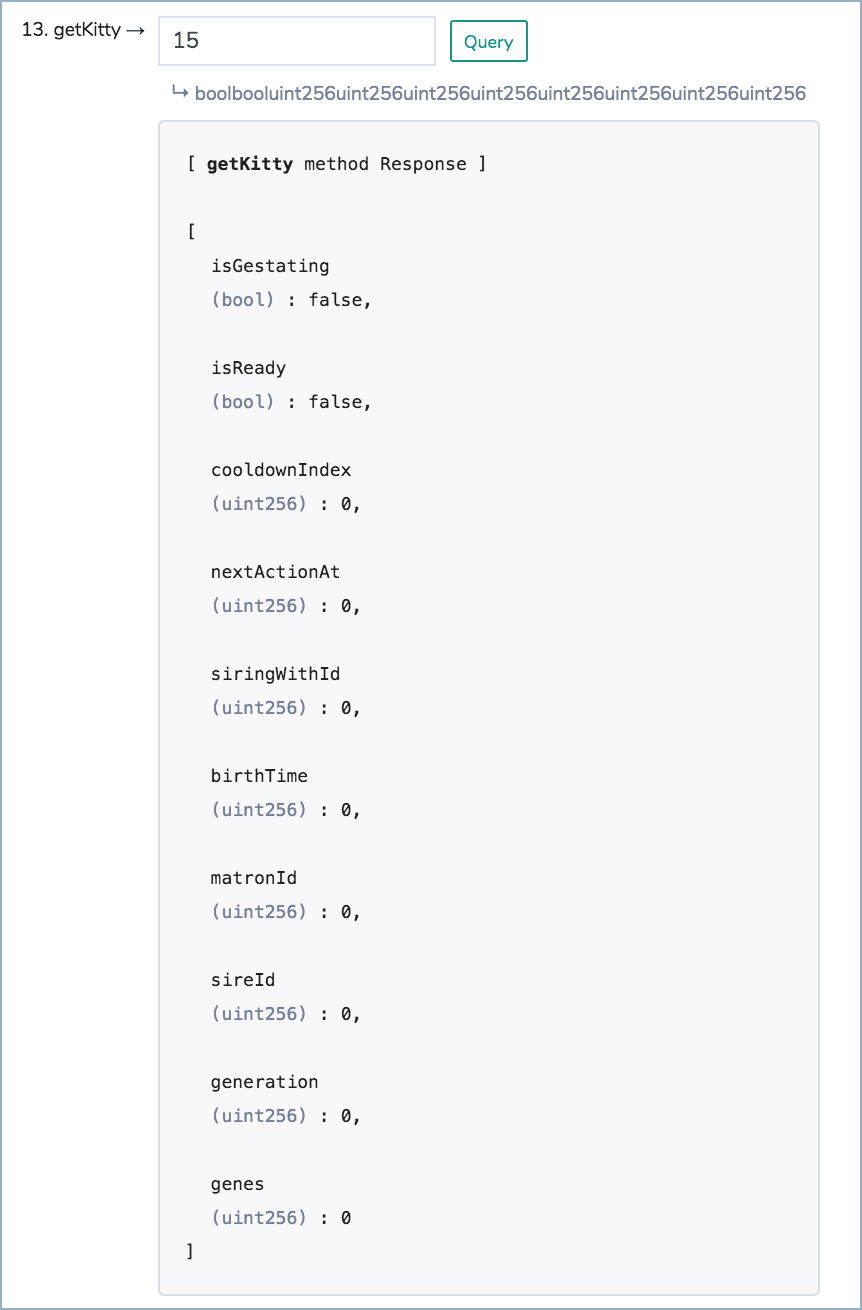 13. getKitty → 15 Query
↳ boolbooluint256uint256uint256uint256uint256uint256uint256uint256
[ getKitty method Response ]
[
isGestating
(bool) : false,
isReady
(bool) : false,
cooldownIndex
(uint256) : 0,
nextActionAt
(uint256) : 0,
siringWithId
(uint256) : 0,
birthTime
(uint256) : 0,
matronId
(uint256) : 0,
sireId
(uint256) : 0,
generation
(uint256) : 0,
genes
(uint256) : 0
]